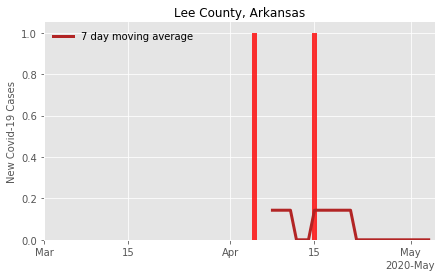 Lee County, Arkansas
7 day moving average
New Covid-19 Cases
1.0
0.8
0.6
0.4
0.2
0.0
Mar
15
Apr
15
May
2020-May